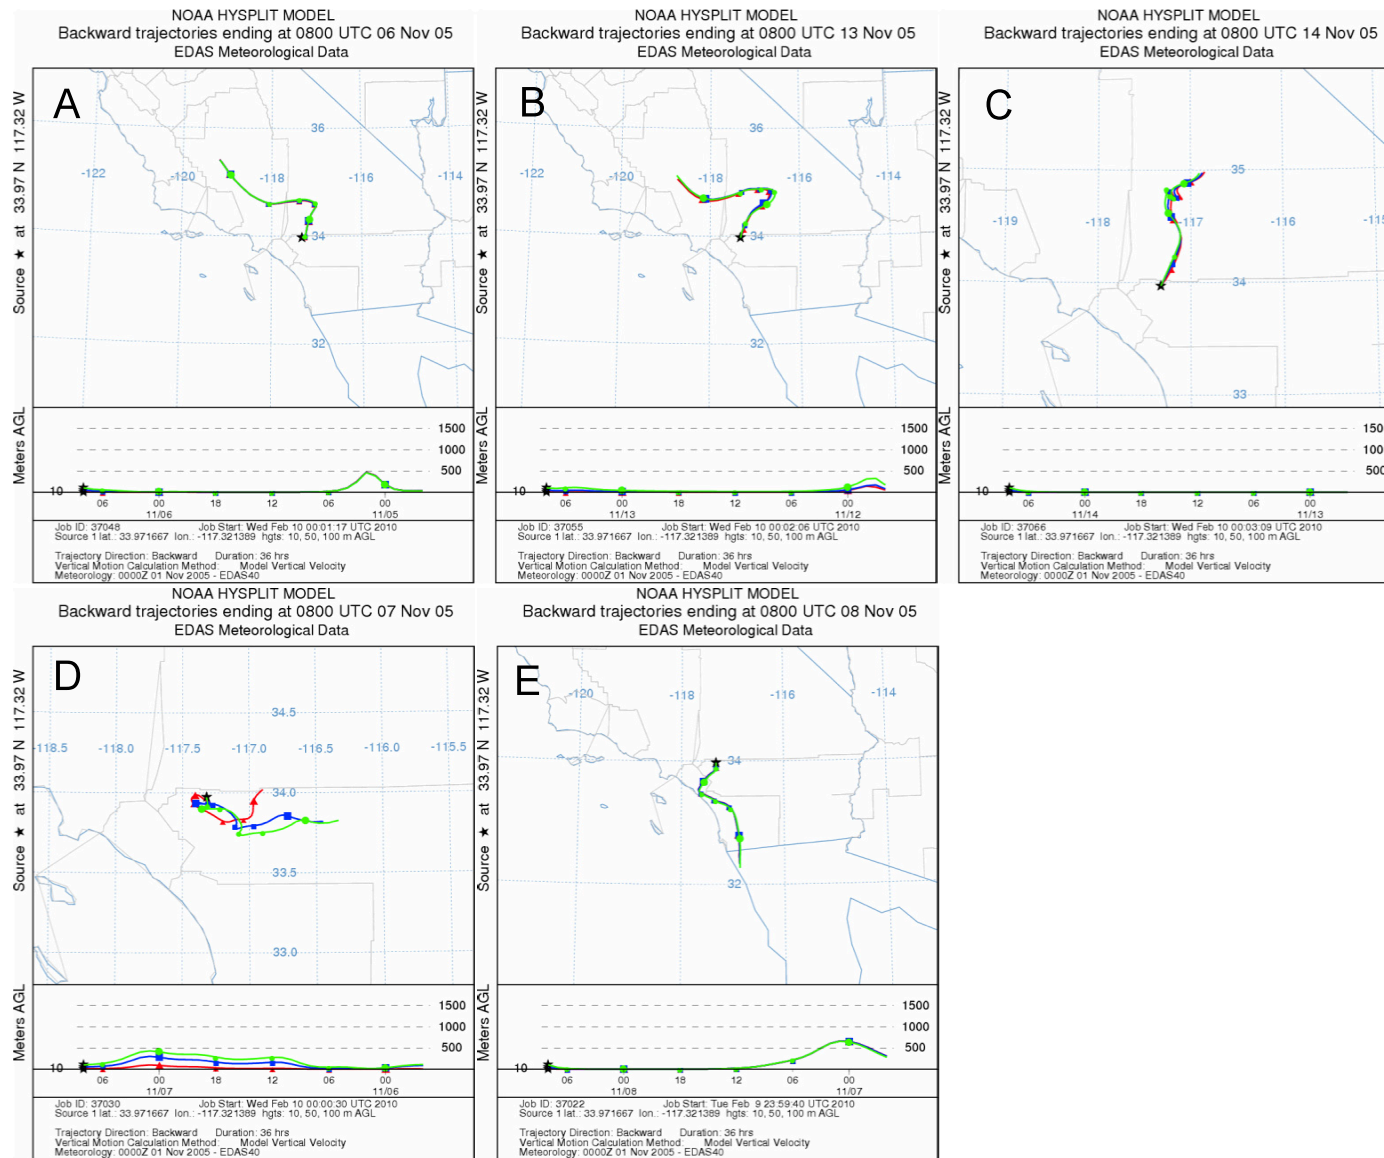 NOAA HYSPLIT MODEL
Backward trajectories ending at 0800 UTC 06 Nov 05
EDAS Meteorological Data
A
Source ★ at 33.97 N 117.32 W
36
-122 -120 -116 -114
34
32
Meters AGL
1500
1000
500
10
06 00 18 12 06 00
11/06 11/05
Job ID: 37048 Job Start: Wed Feb 10 00:01:17 UTC 2010
Source 1 lat.: 33.971667 lon.: -117.321389 hgts: 10, 50, 100 m AGL
Trajectory Direction: Backward Duration: 36 hrs
Vertical Motion Calculation Method: Model Vertical Velocity
Meteorology: 0000Z 01 Nov 2005 - EDAS40
NOAA HYSPLIT MODEL
Backward trajectories ending at 0800 UTC 13 Nov 05
EDAS Meteorological Data
B
Source ★ at 33.97 N 117.32 W
36
-120 -118 -116 -114
34
32
Meters AGL
1500
1000
500
10
06 00 18 12 06 00
11/13 11/12
Job ID: 37055 Job Start: Wed Feb 10 00:02:06 UTC 2010
Source 1 lat.: 33.971667 lon.: -117.321389 hgts: 10, 50, 100 m AGL
Trajectory Direction: Backward Duration: 36 hrs
Vertical Motion Calculation Method: Model Vertical Velocity
Meteorology: 0000Z 01 Nov 2005 - EDAS40
NOAA HYSPLIT MODEL
Backward trajectories ending at 0800 UTC 14 Nov 05
EDAS Meteorological Data
C
Source ★ at 33.97 N 117.32 W
35
-119 -118 -117 -116 -115
34
33
Meters AGL
1500
1000
500
10
06 00 18 12 06 00
11/14 11/13
Job ID: 37066 Job Start: Wed Feb 10 00:03:09 UTC 2010
Source 1 lat.: 33.971667 lon.: -117.321389 hgts: 10, 50, 100 m AGL
Trajectory Direction: Backward Duration: 36 hrs
Vertical Motion Calculation Method: Model Vertical Velocity
Meteorology: 0000Z 01 Nov 2005 - EDAS40
NOAA HYSPLIT MODEL
Backward trajectories ending at 0800 UTC 07 Nov 05
EDAS Meteorological Data
D
Source ★ at 33.97 N 117.32 W
34.5
-118.5 -118.0 -117.5 -117.0 -116.5 -116.0 -115.5
34.0
33.5
33.0
Meters AGL
1500
1000
500
10
06 00 18 12 06 00
11/07 11/06
Job ID: 37030 Job Start: Wed Feb 10 00:00:30 UTC 2010
Source 1 lat.: 33.971667 lon.: -117.321389 hgts: 10, 50, 100 m AGL
Trajectory Direction: Backward Duration: 36 hrs
Vertical Motion Calculation Method: Model Vertical Velocity
Meteorology: 0000Z 01 Nov 2005 - EDAS40
NOAA HYSPLIT MODEL
Backward trajectories ending at 0800 UTC 08 Nov 05
EDAS Meteorological Data
E
Source ★ at 33.97 N 117.32 W
-120 -118 -116 -114
34
32
Meters AGL
1500
1000
500
10
06 00 18 12 06 00
11/08 11/07
Job ID: 37022 Job Start: Tue Feb 9 23:59:40 UTC 2010
Source 1 lat.: 33.971667 lon.: -117.321389 hgts: 10, 50, 100 m AGL
Trajectory Direction: Backward Duration: 36 hrs
Vertical Motion Calculation Method: Model Vertical Velocity
Meteorology: 0000Z 01 Nov 2005 - EDAS40